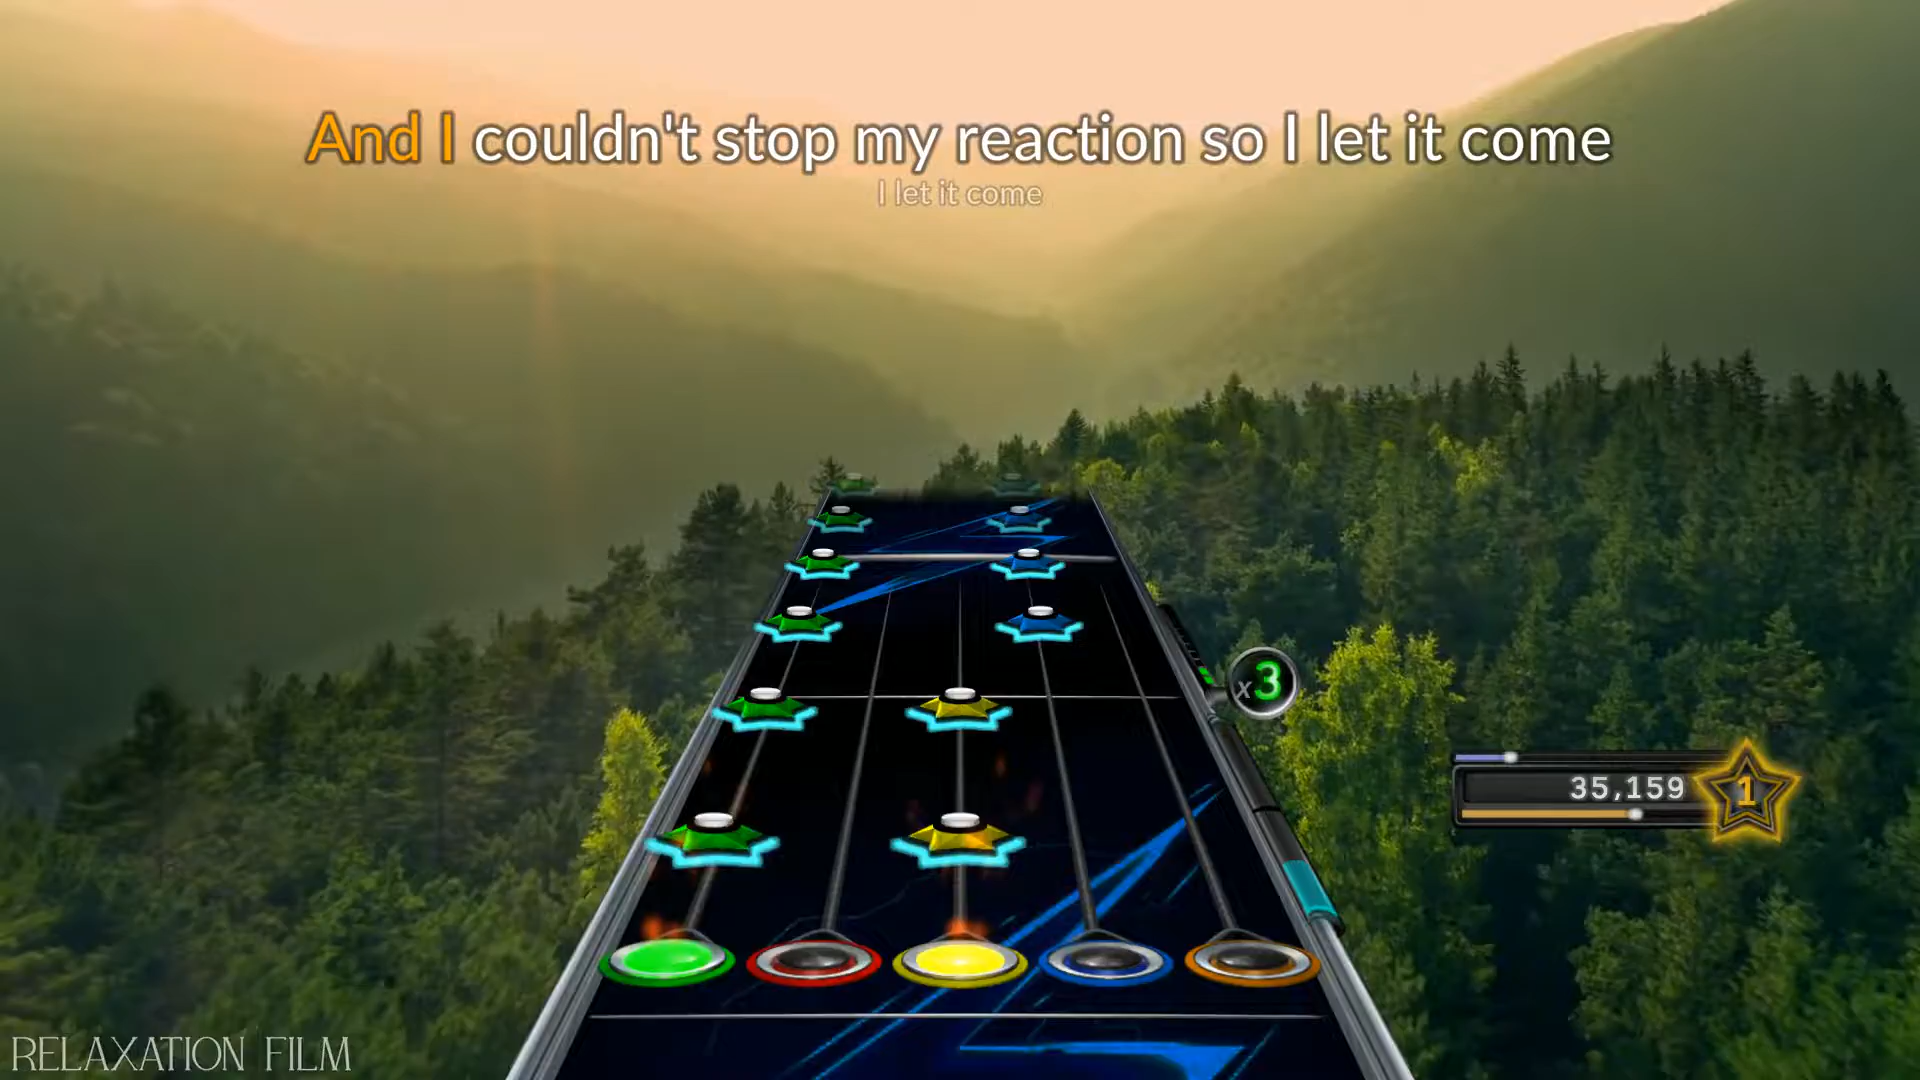 And I couldn't stop my reaction so I let it come
I let it come
x3
35,159
1
RELAXATION FILM